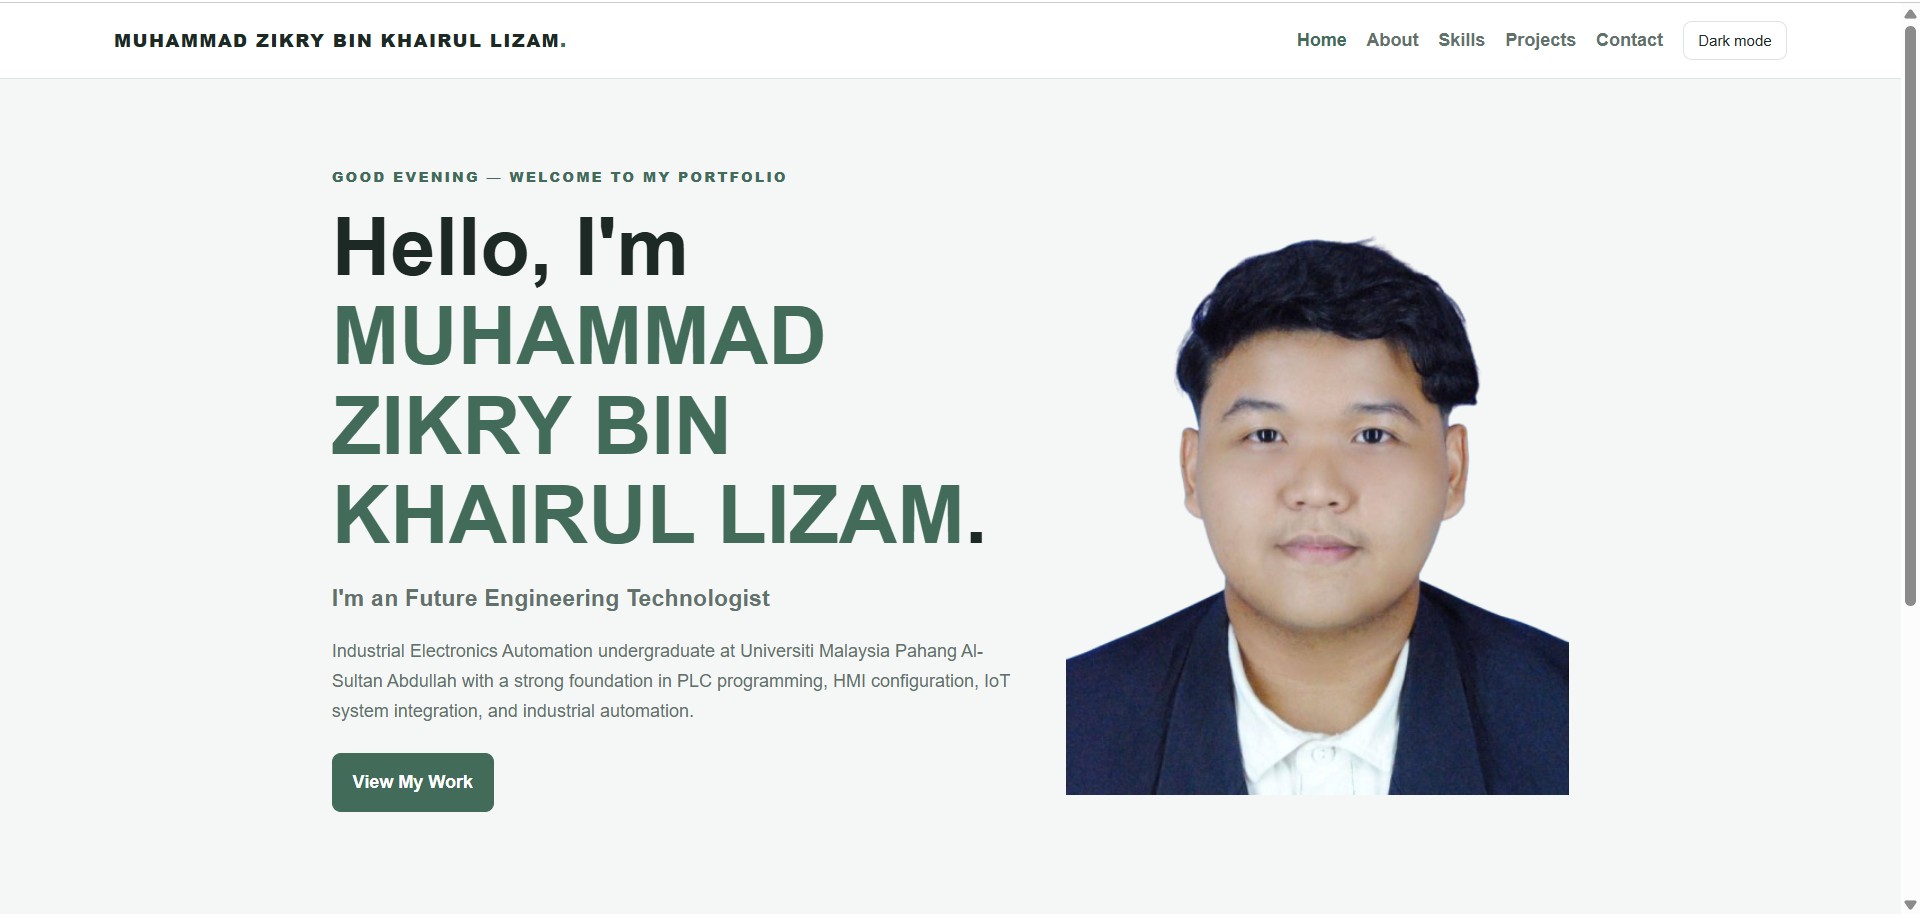 MUHAMMAD ZIKRY BIN KHAIRUL LIZAM.
Home About Skills Projects Contact Dark mode
GOOD EVENING — WELCOME TO MY PORTFOLIO
Hello, I'm
MUHAMMAD
ZIKRY BIN
KHAIRUL LIZAM.
I'm an Future Engineering Technologist
Industrial Electronics Automation undergraduate at Universiti Malaysia Pahang Al-
Sultan Abdullah with a strong foundation in PLC programming, HMI configuration, IoT
system integration, and industrial automation.
View My Work